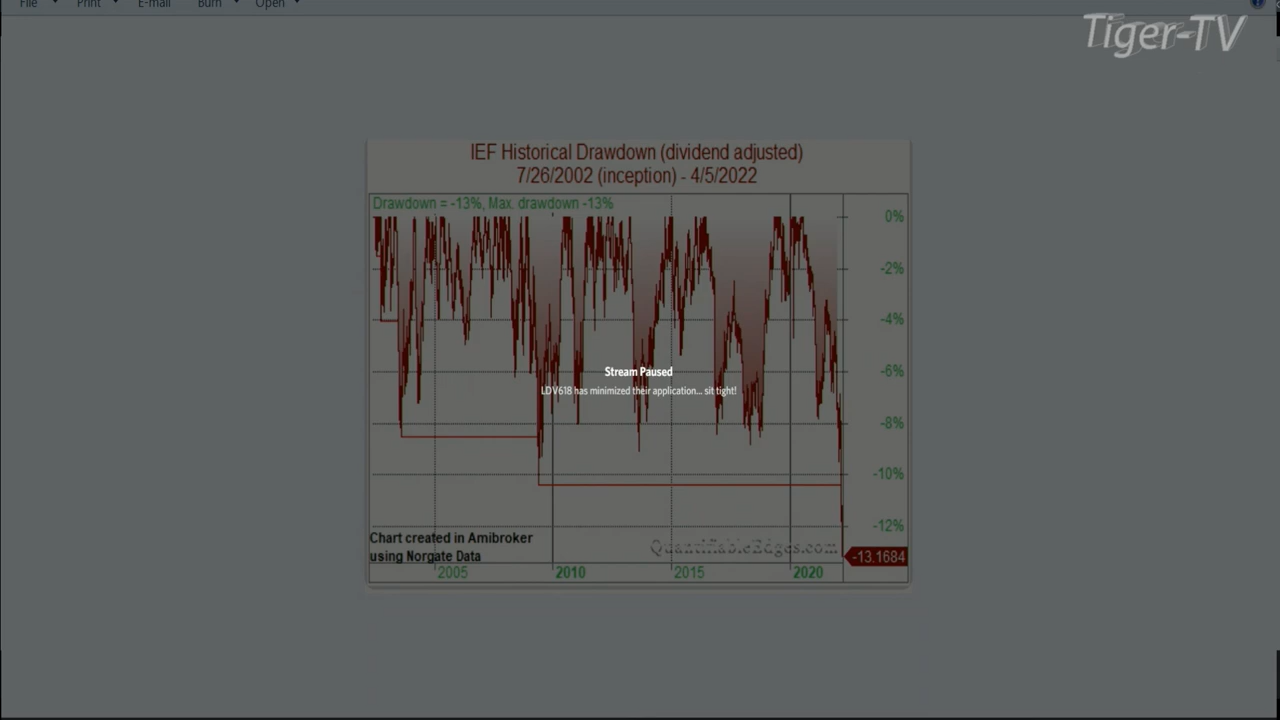 File Print E-mail Burn Open
Tiger-TV
IEF Historical Drawdown (dividend adjusted)
7/26/2002 (inception) - 4/5/2022
Drawdown = -13%, Max. drawdown -13%
0%
-2%
-4%
-6%
Stream Paused
LDV618 has minimized their application... sit tight!
-8%
-10%
-12%
Chart created in Amibroker
using Norgate Data
QuantifiableEdges.com
-13.1684
2005 2010 2015 2020